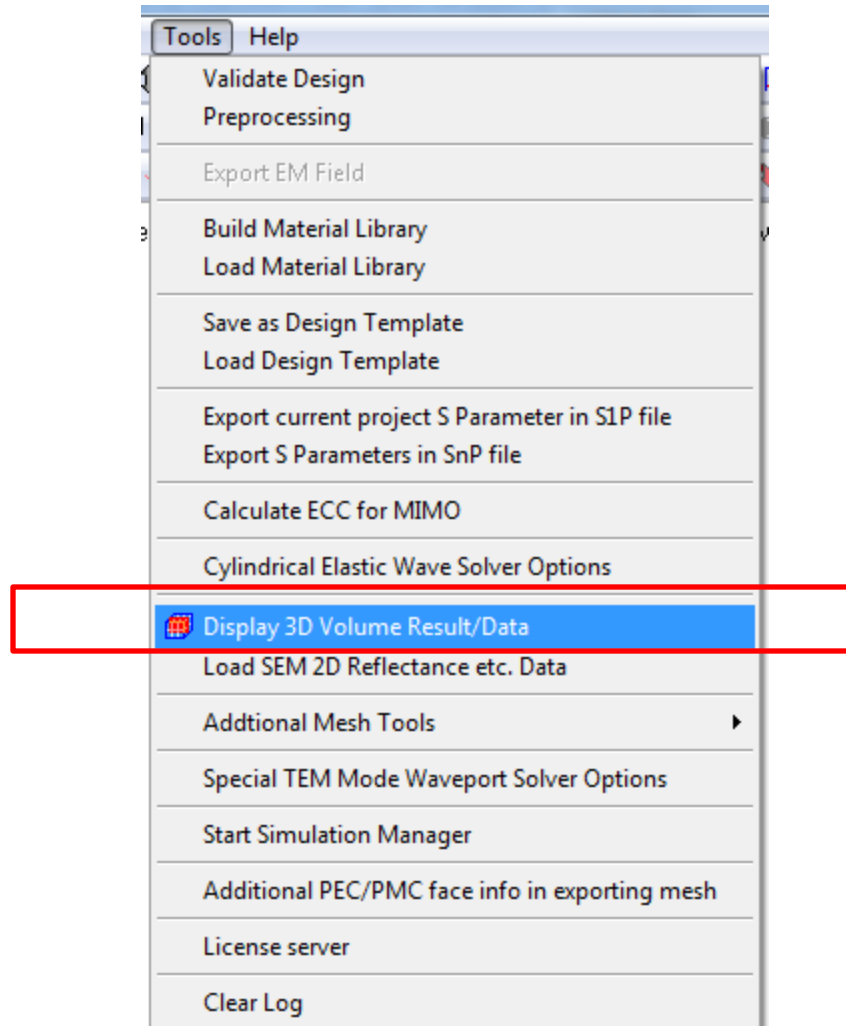 Tools Help
Validate Design
Preprocessing
Export EM Field
Build Material Library
Load Material Library
Save as Design Template
Load Design Template
Export current project S Parameter in S1P file
Export S Parameters in SnP file
Calculate ECC for MIMO
Cylindrical Elastic Wave Solver Options
Display 3D Volume Result/Data
Load SEM 2D Reflectance etc. Data
Addtional Mesh Tools
Special TEM Mode Waveport Solver Options
Start Simulation Manager
Additional PEC/PMC face info in exporting mesh
License server
Clear Log